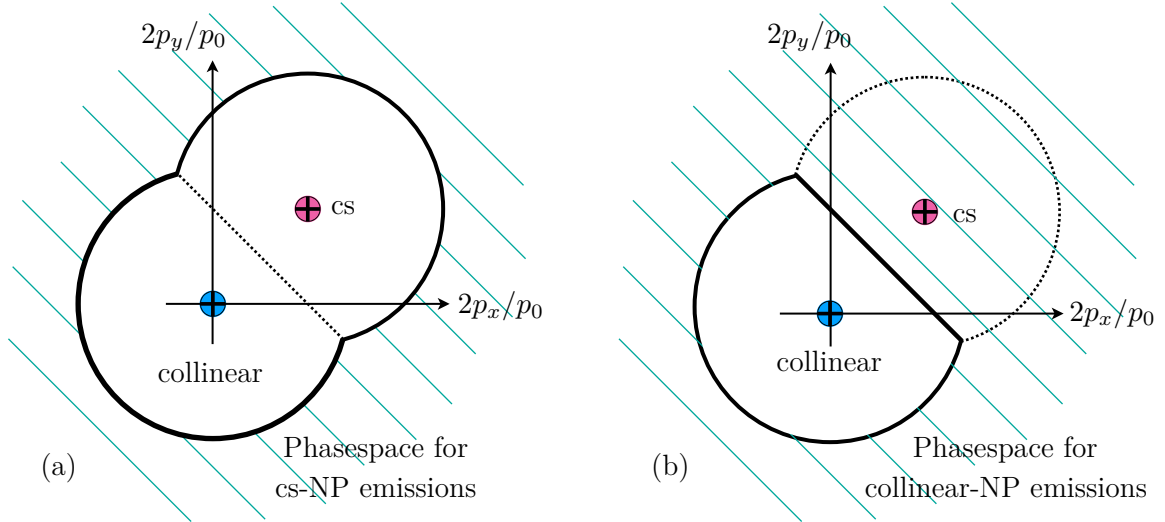 2p_y/p_0
cs
2p_x/p_0
collinear
(a)
Phasespace for
cs-NP emissions
2p_y/p_0
cs
2p_x/p_0
collinear
(b)
Phasespace for
collinear-NP emissions